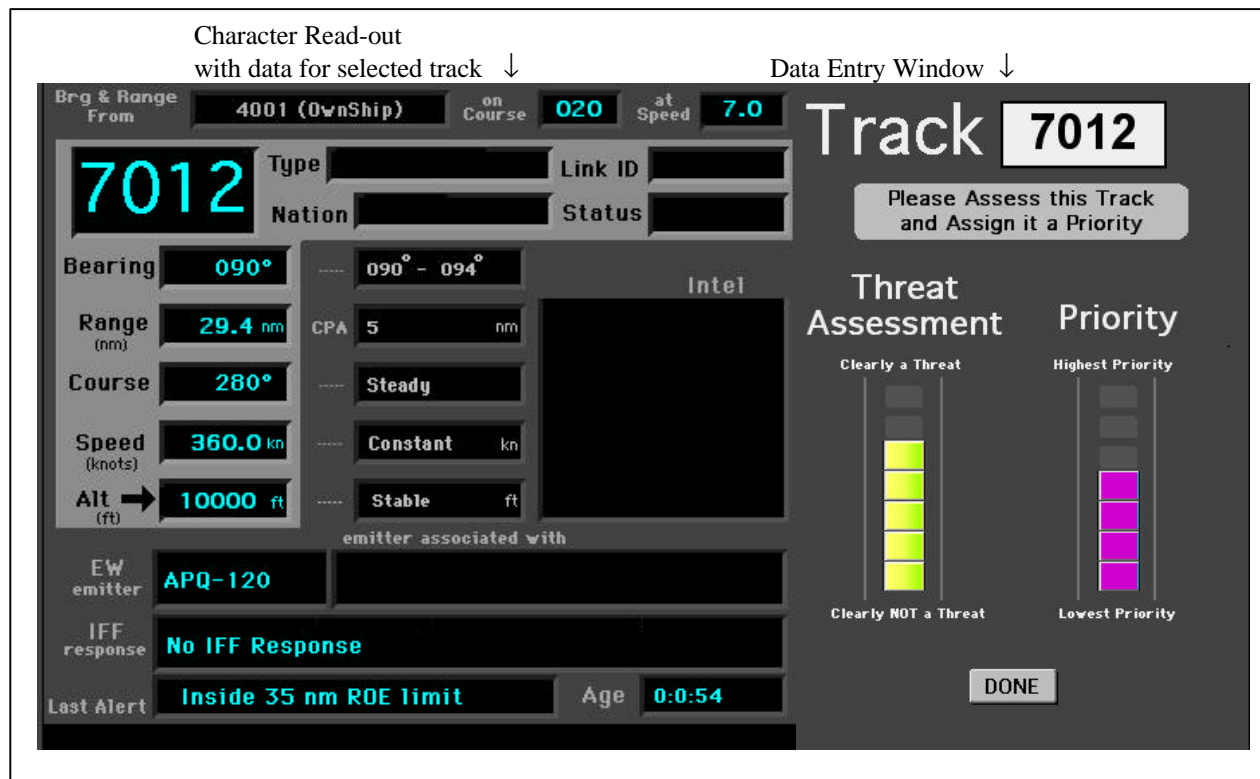 Character Read-out
with data for selected track ↓
Data Entry Window ↓
Brg & Range
From
4001 (OwnShip)
on
Course
020
at
Speed
7.0
7012
Type
Link ID
Nation
Status
Bearing
090°
-----
090° - 094°
Range
(nm)
29.4 nm
CPA
5 nm
Course
280°
-----
Steady
Speed
(knots)
360.0 kn
-----
Constant kn
Alt
(ft)
10000 ft
-----
Stable ft
Intel
emitter associated with
EW
emitter
APQ-120
IFF
response
No IFF Response
Last Alert
Inside 35 nm ROE limit
Age
0:0:54
Track
7012
Please Assess this Track
and Assign it a Priority
Threat
Assessment
Clearly a Threat
Clearly NOT a Threat
Priority
Highest Priority
Lowest Priority
DONE